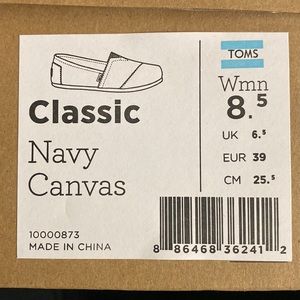 TOMS
Classic
Navy
Canvas
10000873
MADE IN CHINA
Wmn
8.5
UK 6.5
EUR 39
CM 25.5
8 86468 36241 2